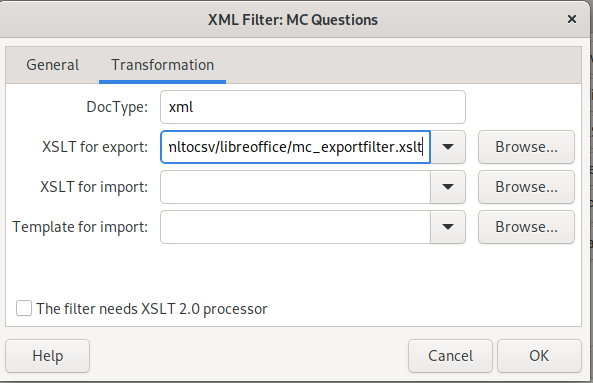 XML Filter: MC Questions
General Transformation
DocType: xml
XSLT for export: nltocsv/libreoffice/mc_exportfilter.xslt Browse...
XSLT for import: Browse...
Template for import: Browse...
The filter needs XSLT 2.0 processor
Help Cancel OK